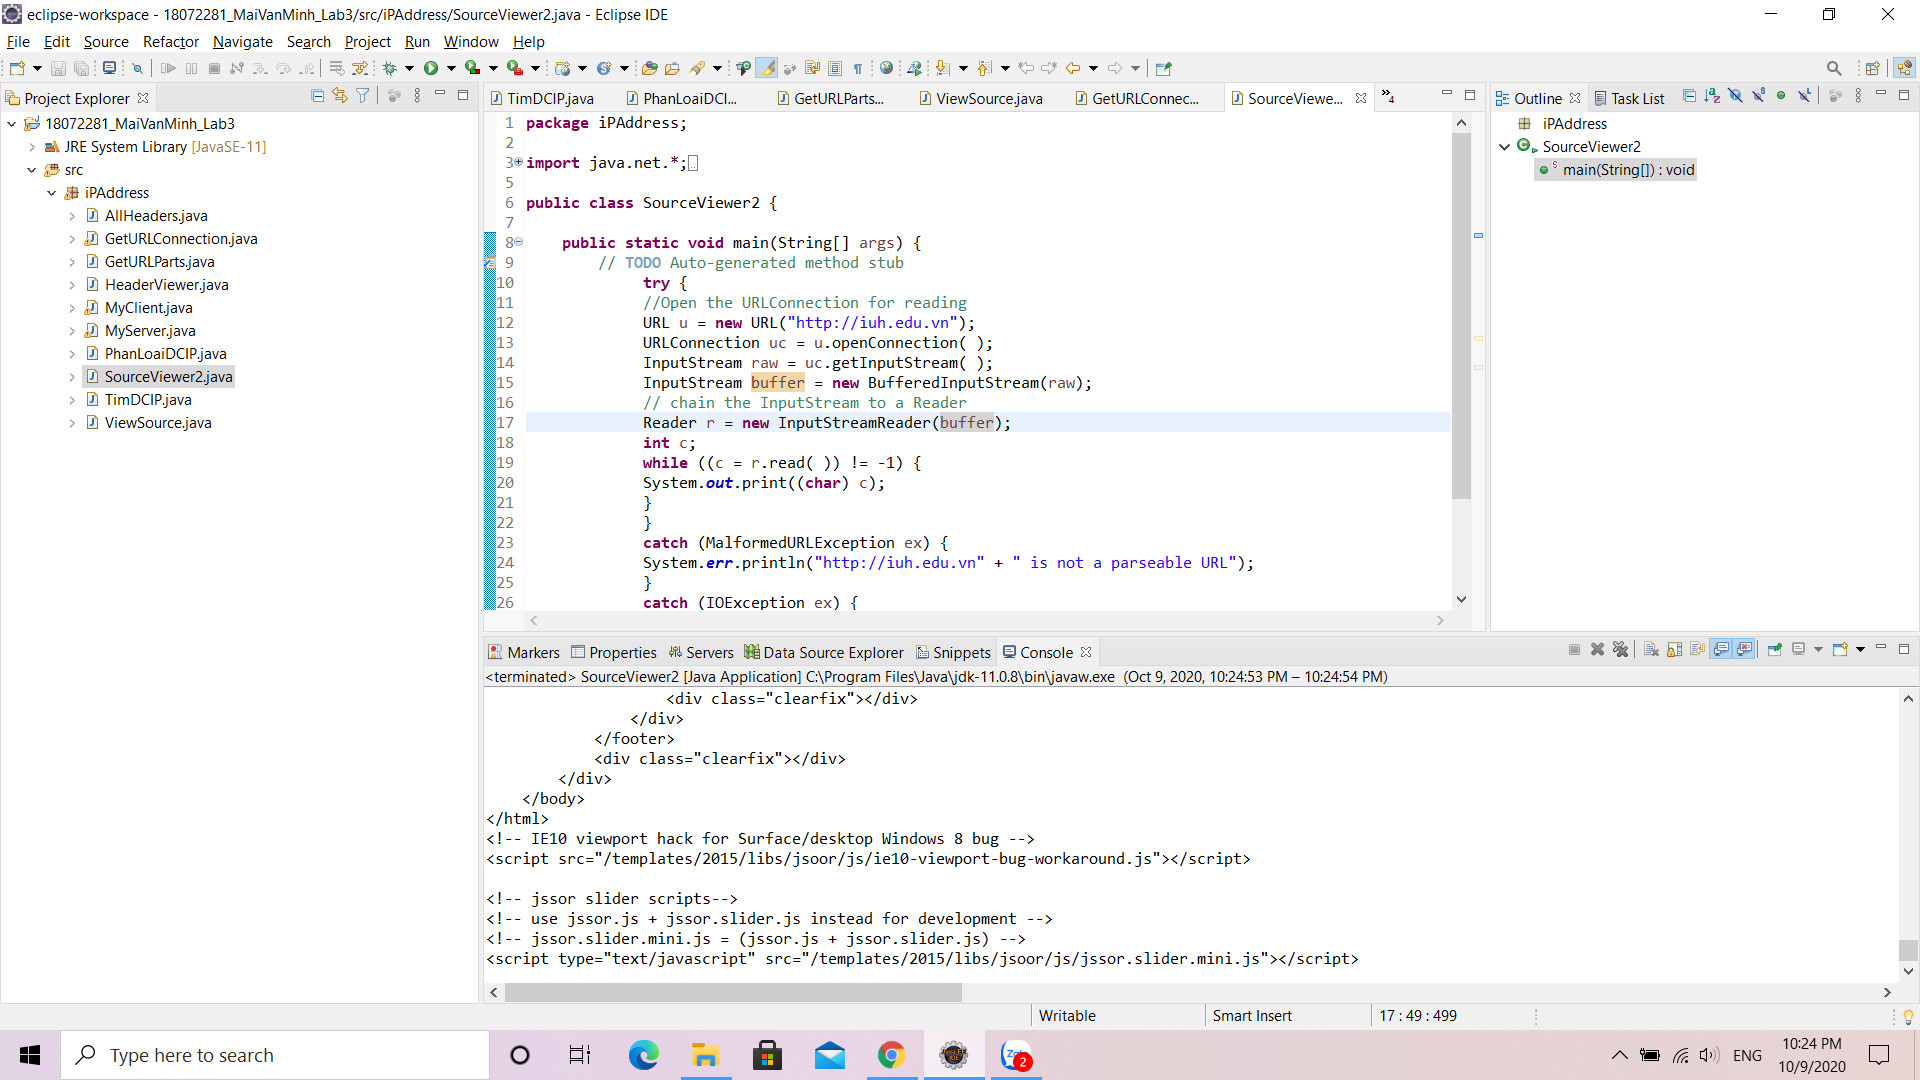 eclipse-workspace - 18072281_MaiVanMinh_Lab3/src/iPAddress/SourceViewer2.java - Eclipse IDE
File Edit Source Refactor Navigate Search Project Run Window Help
Project Explorer
18072281_MaiVanMinh_Lab3
JRE System Library [JavaSE-11]
src
iPAddress
AllHeaders.java
GetURLConnection.java
GetURLParts.java
HeaderViewer.java
MyClient.java
MyServer.java
PhanLoaiDCIP.java
SourceViewer2.java
TimDCIP.java
ViewSource.java
TimDCIP.java PhanLoaiDCI... GetURLParts... ViewSource.java GetURLConnec... SourceViewe... »4
1 package iPAddress;
2
3 import java.net.*;
5
6 public class SourceViewer2 {
7
8 public static void main(String[] args) {
9 // TODO Auto-generated method stub
10 try {
11 //Open the URLConnection for reading
12 URL u = new URL("http://iuh.edu.vn");
13 URLConnection uc = u.openConnection( );
14 InputStream raw = uc.getInputStream( );
15 InputStream buffer = new BufferedInputStream(raw);
16 // chain the InputStream to a Reader
17 Reader r = new InputStreamReader(buffer);
18 int c;
19 while ((c = r.read( )) != -1) {
20 System.out.print((char) c);
21 }
22 }
23 catch (MalformedURLException ex) {
24 System.err.println("http://iuh.edu.vn" + " is not a parseable URL");
25 }
26 catch (IOException ex) {
Outline Task List
iPAddress
SourceViewer2
main(String[]) : void
Markers Properties Servers Data Source Explorer Snippets Console
<terminated> SourceViewer2 [Java Application] C:\Program Files\Java\jdk-11.0.8\bin\javaw.exe (Oct 9, 2020, 10:24:53 PM – 10:24:54 PM)
<div class="clearfix"></div>
</div>
</footer>
<div class="clearfix"></div>
</div>
</body>
</html>
<!-- IE10 viewport hack for Surface/desktop Windows 8 bug -->
<script src="/templates/2015/libs/jsoor/js/ie10-viewport-bug-workaround.js"></script>
<!-- jssor slider scripts-->
<!-- use jssor.js + jssor.slider.js instead for development -->
<!-- jssor.slider.mini.js = (jssor.js + jssor.slider.js) -->
<script type="text/javascript" src="/templates/2015/libs/jsoor/js/jssor.slider.mini.js"></script>
Writable Smart Insert 17 : 49 : 499
Type here to search
2
ENG
10:24 PM
10/9/2020